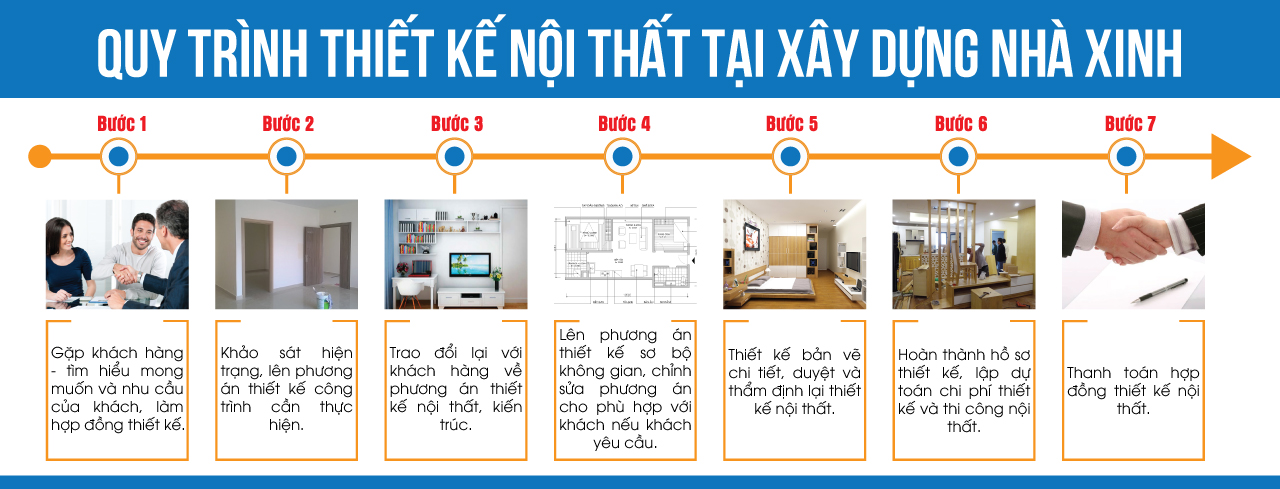 QUY TRÌNH THIẾT KẾ NỘI THẤT TẠI XÂY DỰNG NHÀ XINH
Bước 1
Gặp khách hàng
- tìm hiểu mong
muốn và nhu cầu
của khách, làm
hợp đồng thiết kế.
Bước 2
Khảo sát hiện
trạng, lên phương
án thiết kế công
trình cần thực
hiện.
Bước 3
Trao đổi lại với
khách hàng về
phương án thiết
kế nội thất, kiến
trúc.
Bước 4
Lên phương án
thiết kế sơ bộ
không gian, chỉnh
sửa phương án
cho phù hợp với
khách nếu khách
yêu cầu.
Bước 5
Thiết kế bản vẽ
chi tiết, duyệt và
thẩm định lại thiết
kế nội thất.
Bước 6
Hoàn thành hồ sơ
thiết kế, lập dự
toán chi phí thiết
kế và thi công nội
thất.
Bước 7
Thanh toán hợp
đồng thiết kế nội
thất.